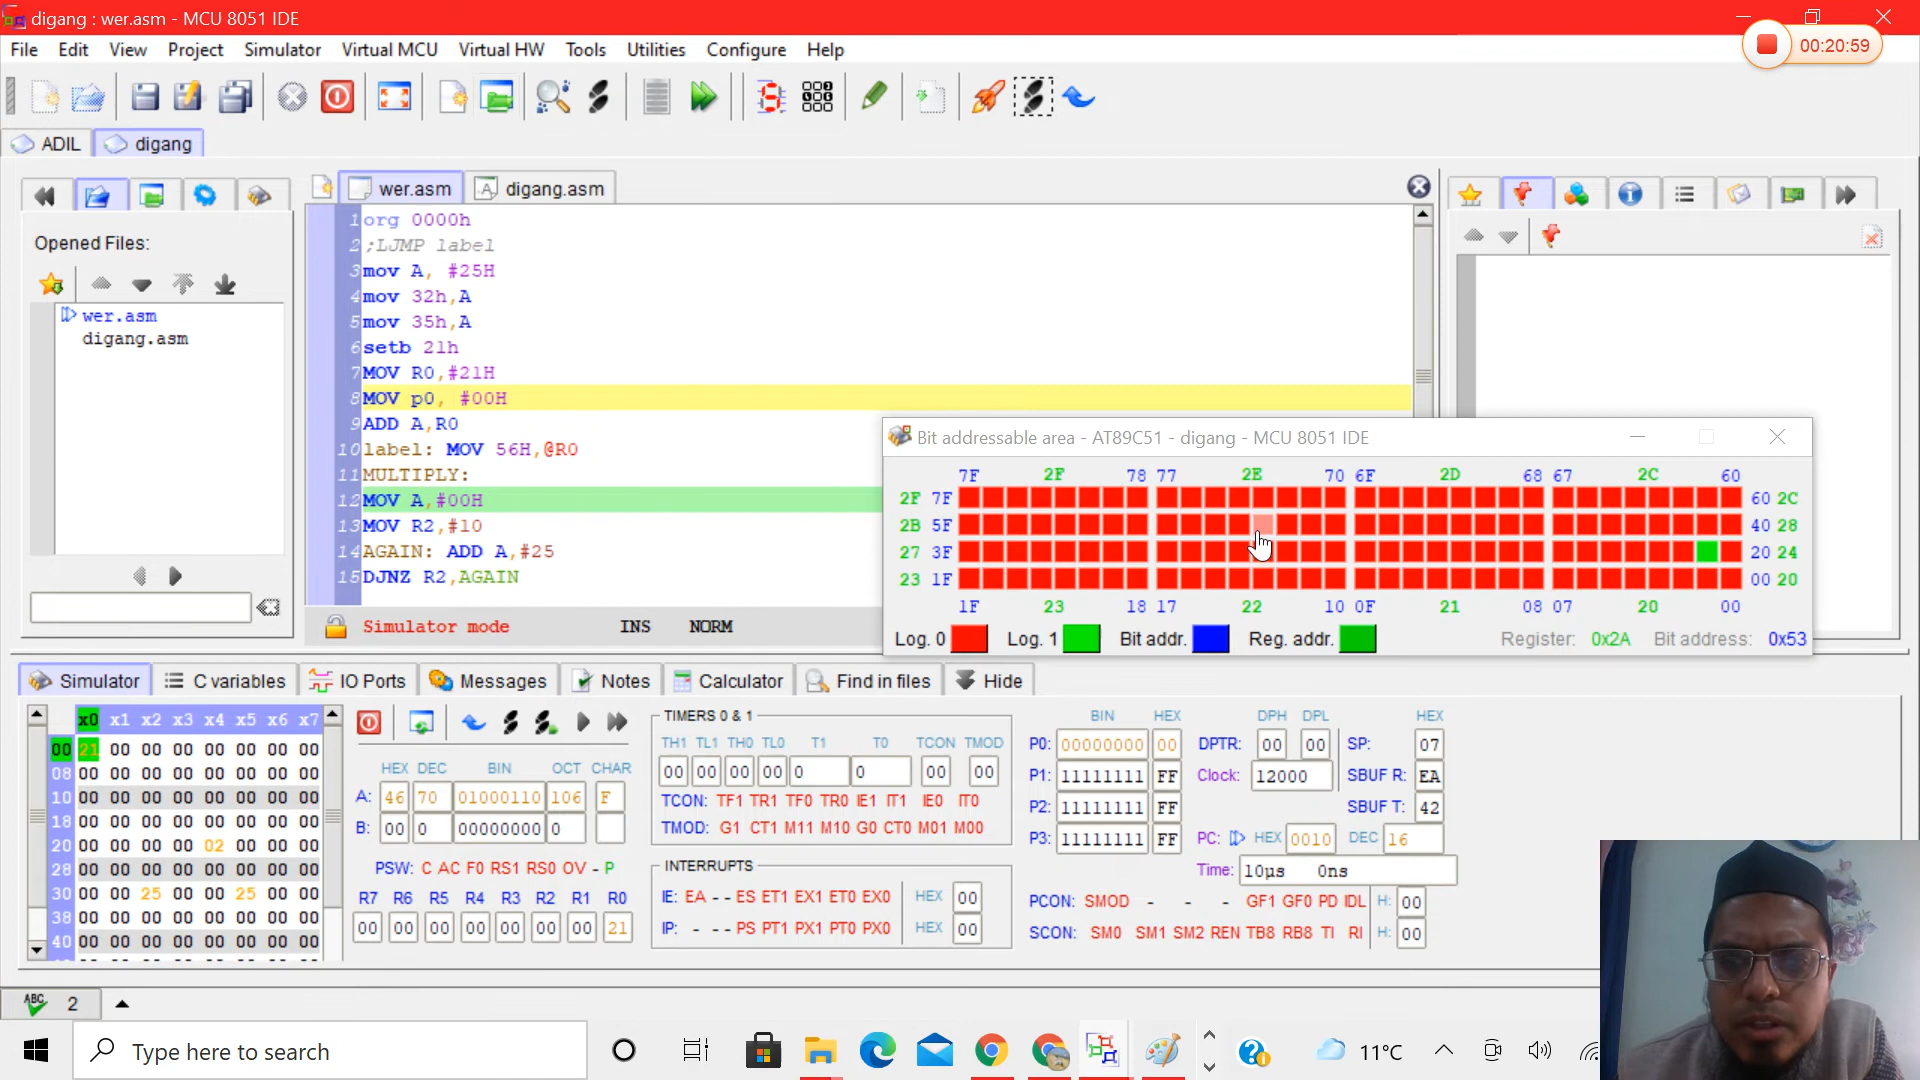 digang : wer.asm - MCU 8051 IDE
00:20:59
File Edit View Project Simulator Virtual MCU Virtual HW Tools Utilities Configure Help
ADIL digang
wer.asm digang.asm
Opened Files:
wer.asm
digang.asm
1 org 0000h
2 ;LJMP label
3 mov A, #25H
4 mov 32h,A
5 mov 35h,A
6 setb 21h
7 MOV R0,#21H
8 MOV p0, #00H
9 ADD A,R0
10 label: MOV 56H,@R0
11 MULTIPLY:
12 MOV A,#00H
13 MOV R2,#10
14 AGAIN: ADD A,#25
15 DJNZ R2,AGAIN
Simulator mode INS NORM
Bit addressable area - AT89C51 - digang - MCU 8051 IDE
7F 2F 78 77 2E 70 6F 2D 68 67 2C 60
2F 7F 60 2C
2B 5F 40 28
27 3F 20 24
23 1F 00 20
1F 23 18 17 22 10 0F 21 08 07 20 00
Log. 0 Log. 1 Bit addr. Reg. addr. Register: 0x2A Bit address: 0x53
Simulator C variables IO Ports Messages Notes Calculator Find in files Hide
x0 x1 x2 x3 x4 x5 x6 x7
00 21 00 00 00 00 00 00 00
08 00 00 00 00 00 00 00 00
10 00 00 00 00 00 00 00 00
18 00 00 00 00 00 00 00 00
20 00 00 00 00 02 00 00 00
28 00 00 00 00 00 00 00 00
30 00 00 25 00 00 25 00 00
38 00 00 00 00 00 00 00 00
40 00 00 00 00 00 00 00 00
HEX DEC BIN OCT CHAR
A: 46 70 01000110 106 F
B: 00 0 00000000 0
PSW: C AC F0 RS1 RS0 OV - P
R7 R6 R5 R4 R3 R2 R1 R0
00 00 00 00 00 00 00 21
TIMERS 0 & 1
TH1 TL1 TH0 TL0 T1 T0 TCON TMOD
00 00 00 00 0 0 00 00
TCON: TF1 TR1 TF0 TR0 IE1 IT1 IE0 IT0
TMOD: G1 CT1 M11 M10 G0 CT0 M01 M00
INTERRUPTS
IE: EA - - ES ET1 EX1 ET0 EX0 HEX 00
IP: - - - PS PT1 PX1 PT0 PX0 HEX 00
BIN HEX
P0: 00000000 00
P1: 11111111 FF
P2: 11111111 FF
P3: 11111111 FF
DPH DPL HEX
DPTR: 00 00 SP: 07
Clock: 12000 SBUF R: EA
SBUF T: 42
PC: HEX 0010 DEC 16
Time: 10µs 0ns
PCON: SMOD - - - GF1 GF0 PD IDL H: 00
SCON: SM0 SM1 SM2 REN TB8 RB8 TI RI H: 00
ABC 2
Type here to search
11°C